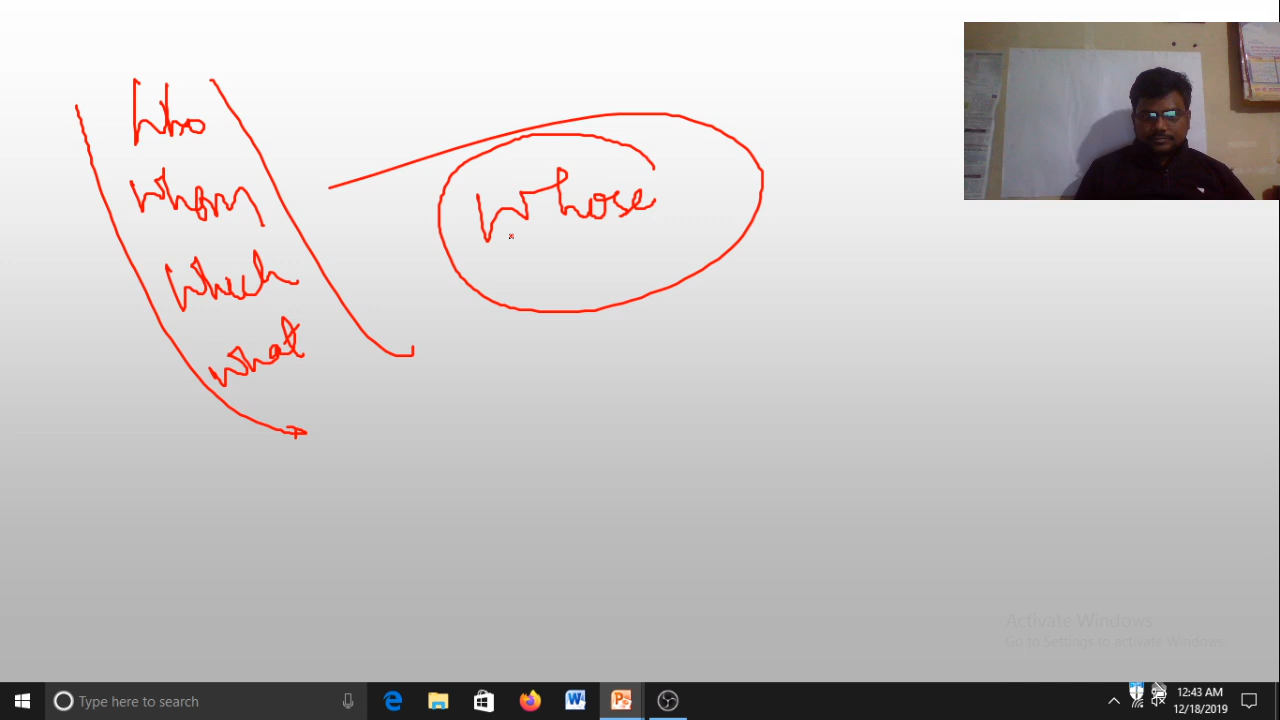 who
whom
which
what
whose
Activate Windows
Go to Settings to activate Windows.
Type here to search
12:43 AM
12/18/2019